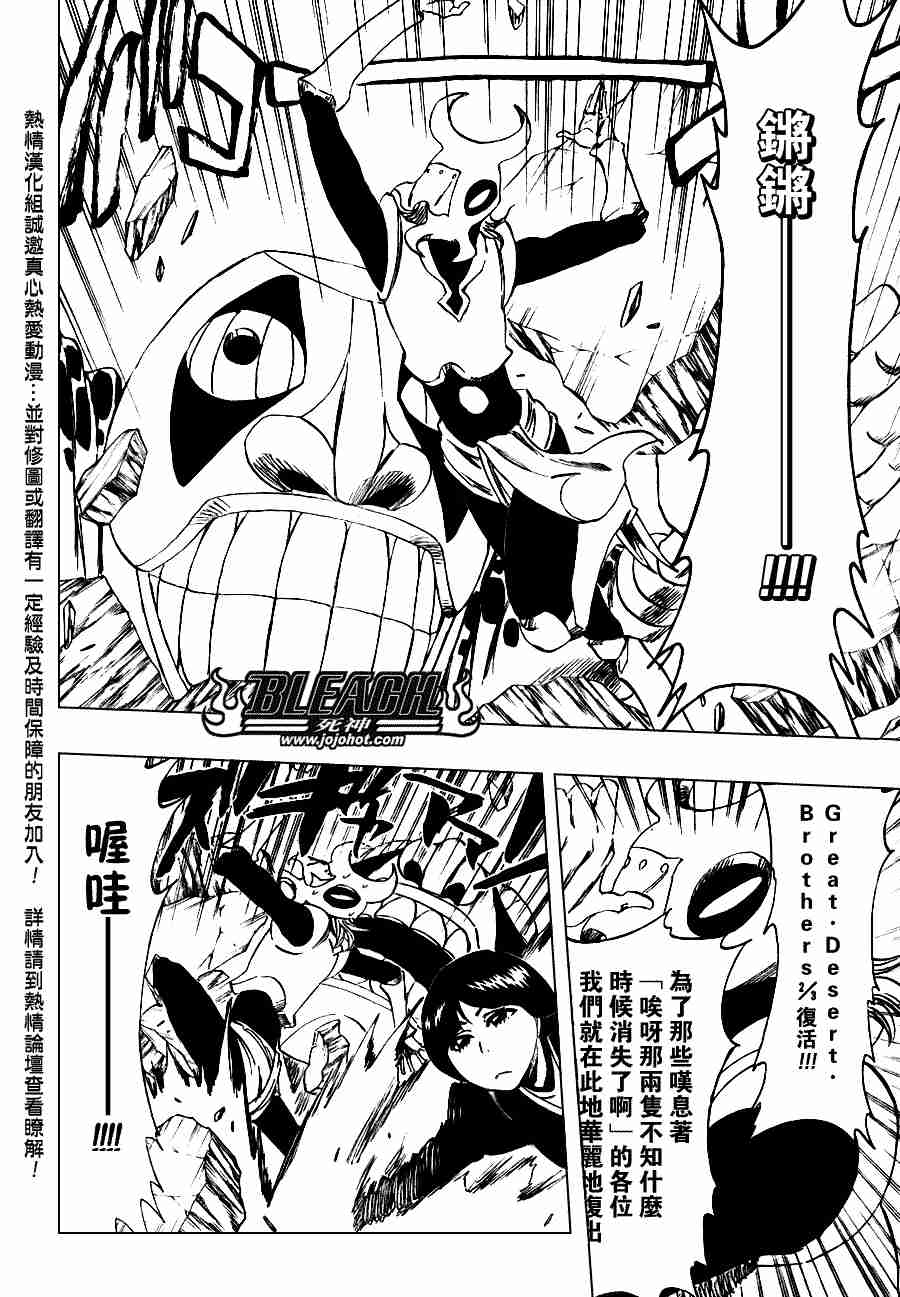 鏘鏘
——!!!!
Great・Desert・
Brothers⅔復活!!!
為了那些嘆息著
「唉呀那兩隻不知什麼
時候消失了啊」的各位
我們就在此地華麗地復出
喔哇——!!!!
BLEACH
死神
www.jojohot.com
熱情漢化組誠邀真心熱愛動漫…並對修圖或翻譯有一定經驗及時間保障的朋友加入! 詳情請到熱情論壇查看瞭解!